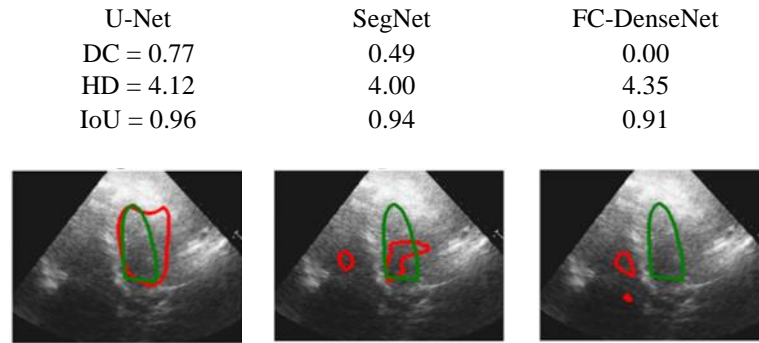 U-Net SegNet FC-DenseNet
DC = 0.77 0.49 0.00
HD = 4.12 4.00 4.35
IoU = 0.96 0.94 0.91